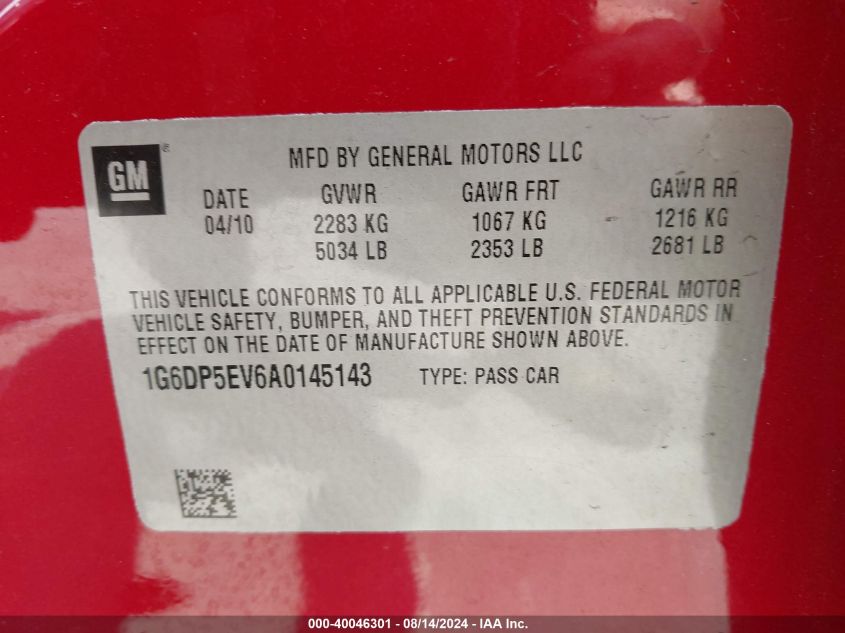 GM ®
MFD BY GENERAL MOTORS LLC
DATE GVWR GAWR FRT GAWR RR
04/10 2283 KG 1067 KG 1216 KG
5034 LB 2353 LB 2681 LB
THIS VEHICLE CONFORMS TO ALL APPLICABLE U.S. FEDERAL MOTOR
VEHICLE SAFETY, BUMPER, AND THEFT PREVENTION STANDARDS IN
EFFECT ON THE DATE OF MANUFACTURE SHOWN ABOVE.
1G6DP5EV6A0145143 TYPE: PASS CAR
000-40046301 - 08/14/2024 - IAA Inc.